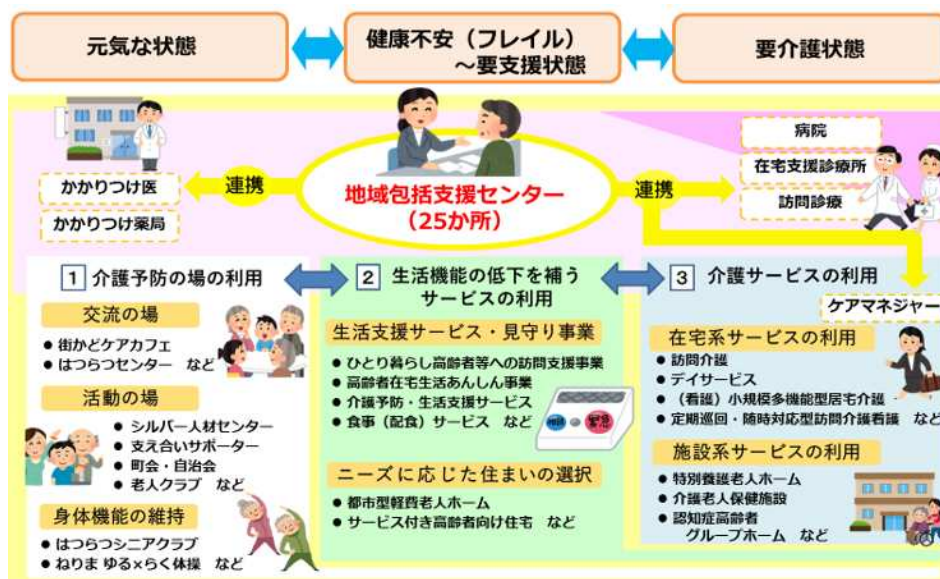 元気な状態
健康不安（フレイル）
～要支援状態
要介護状態
かかりつけ医
かかりつけ薬局
連携
地域包括支援センター
（25か所）
連携
病院
在宅支援診療所
訪問診療
ケアマネジャー
1 介護予防の場の利用
交流の場
● 街かどケアカフェ
● はつらつセンター など
活動の場
● シルバー人材センター
● 支え合いサポーター
● 町会・自治会
● 老人クラブ など
身体機能の維持
● はつらつシニアクラブ
● ねりま ゆる×らく体操 など
2 生活機能の低下を補う
サービスの利用
生活支援サービス・見守り事業
● ひとり暮らし高齢者等への訪問支援事業
● 高齢者在宅生活あんしん事業
● 介護予防・生活支援サービス
● 食事（配食）サービス など
相談
緊急
ニーズに応じた住まいの選択
● 都市型軽費老人ホーム
● サービス付き高齢者向け住宅 など
3 介護サービスの利用
在宅系サービスの利用
● 訪問介護
● デイサービス
● （看護）小規模多機能型居宅介護
● 定期巡回・随時対応型訪問介護看護 など
施設系サービスの利用
● 特別養護老人ホーム
● 介護老人保健施設
● 認知症高齢者
グループホーム など